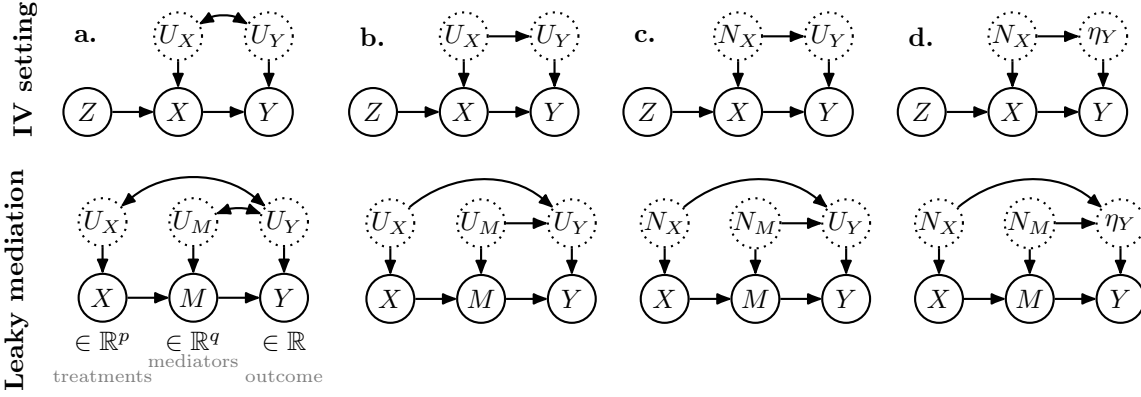 IV setting
a.
U_X U_Y
Z X Y
b.
U_X U_Y
Z X Y
c.
N_X U_Y
Z X Y
d.
N_X η_Y
Z X Y
Leaky mediation
U_X U_M U_Y
X M Y
∈ ℝ^p ∈ ℝ^q ∈ ℝ
treatments mediators outcome
U_X U_M U_Y
X M Y
N_X N_M U_Y
X M Y
N_X N_M η_Y
X M Y